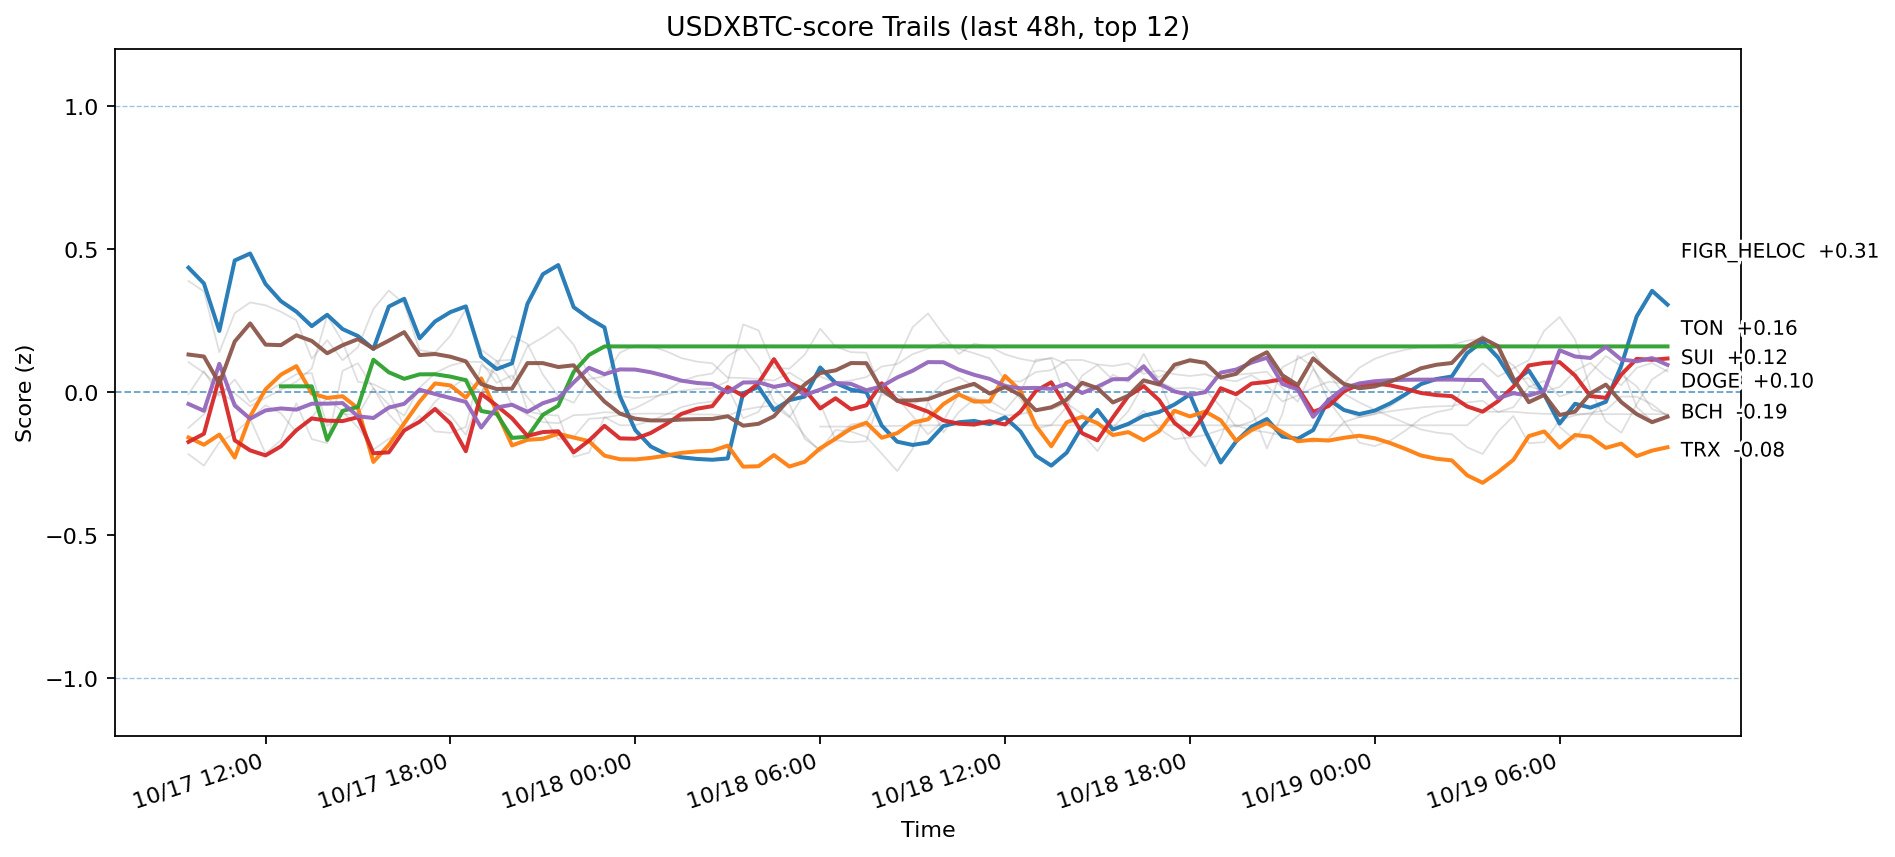 USDXBTC-score Trails (last 48h, top 12)
Score (z)
1.0
0.5
0.0
−0.5
−1.0
FIGR_HELOC +0.31
TON +0.16
SUI +0.12
DOGE +0.10
BCH -0.19
TRX -0.08
10/17 12:00
10/17 18:00
10/18 00:00
10/18 06:00
10/18 12:00
10/18 18:00
10/19 00:00
10/19 06:00
Time